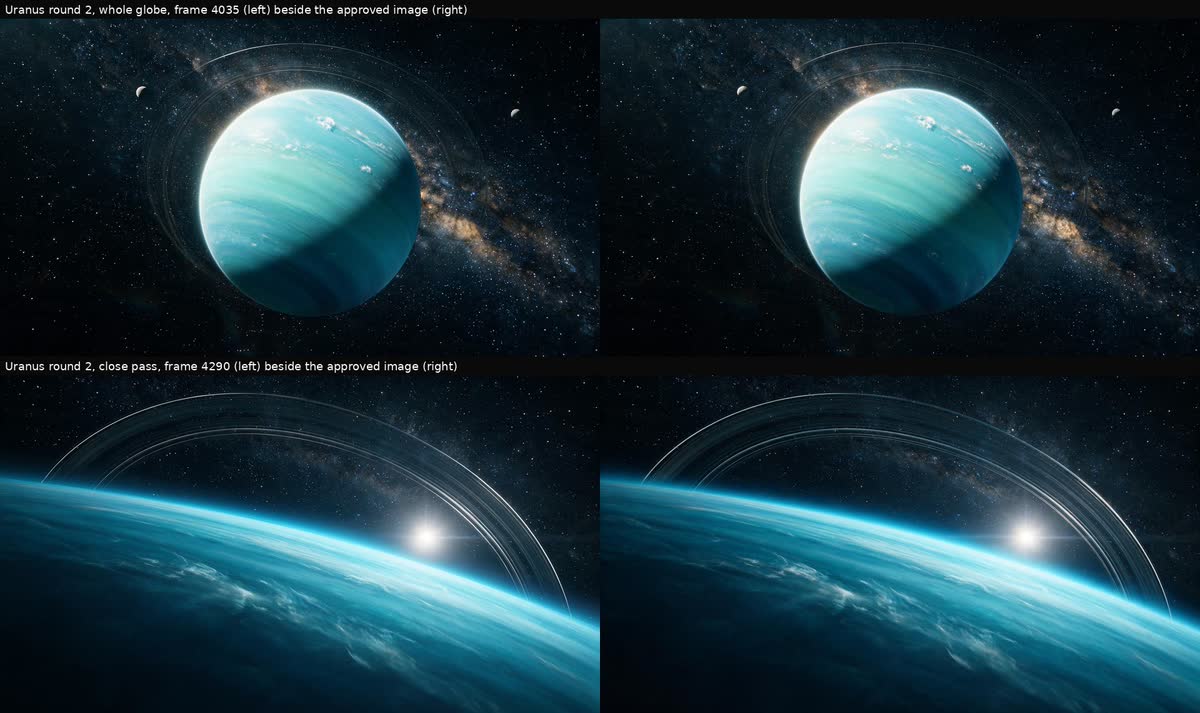 Uranus round 2, whole globe, frame 4035 (left) beside the approved image (right)
Uranus round 2, close pass, frame 4290 (left) beside the approved image (right)